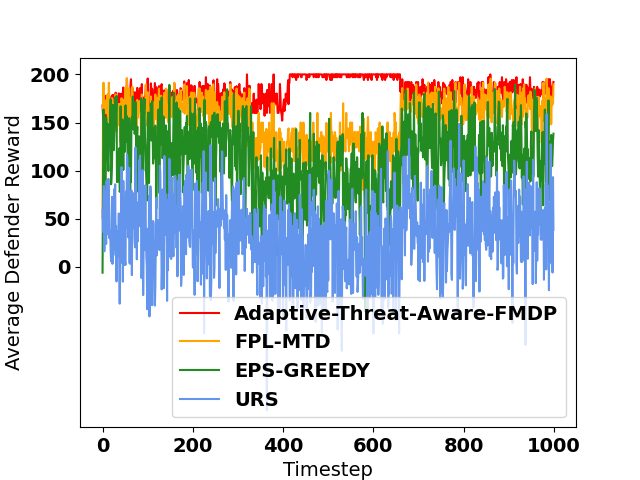 200
150
100
50
0
Average Defender Reward
Adaptive-Threat-Aware-FMDP
FPL-MTD
EPS-GREEDY
URS
0 200 400 600 800 1000
Timestep